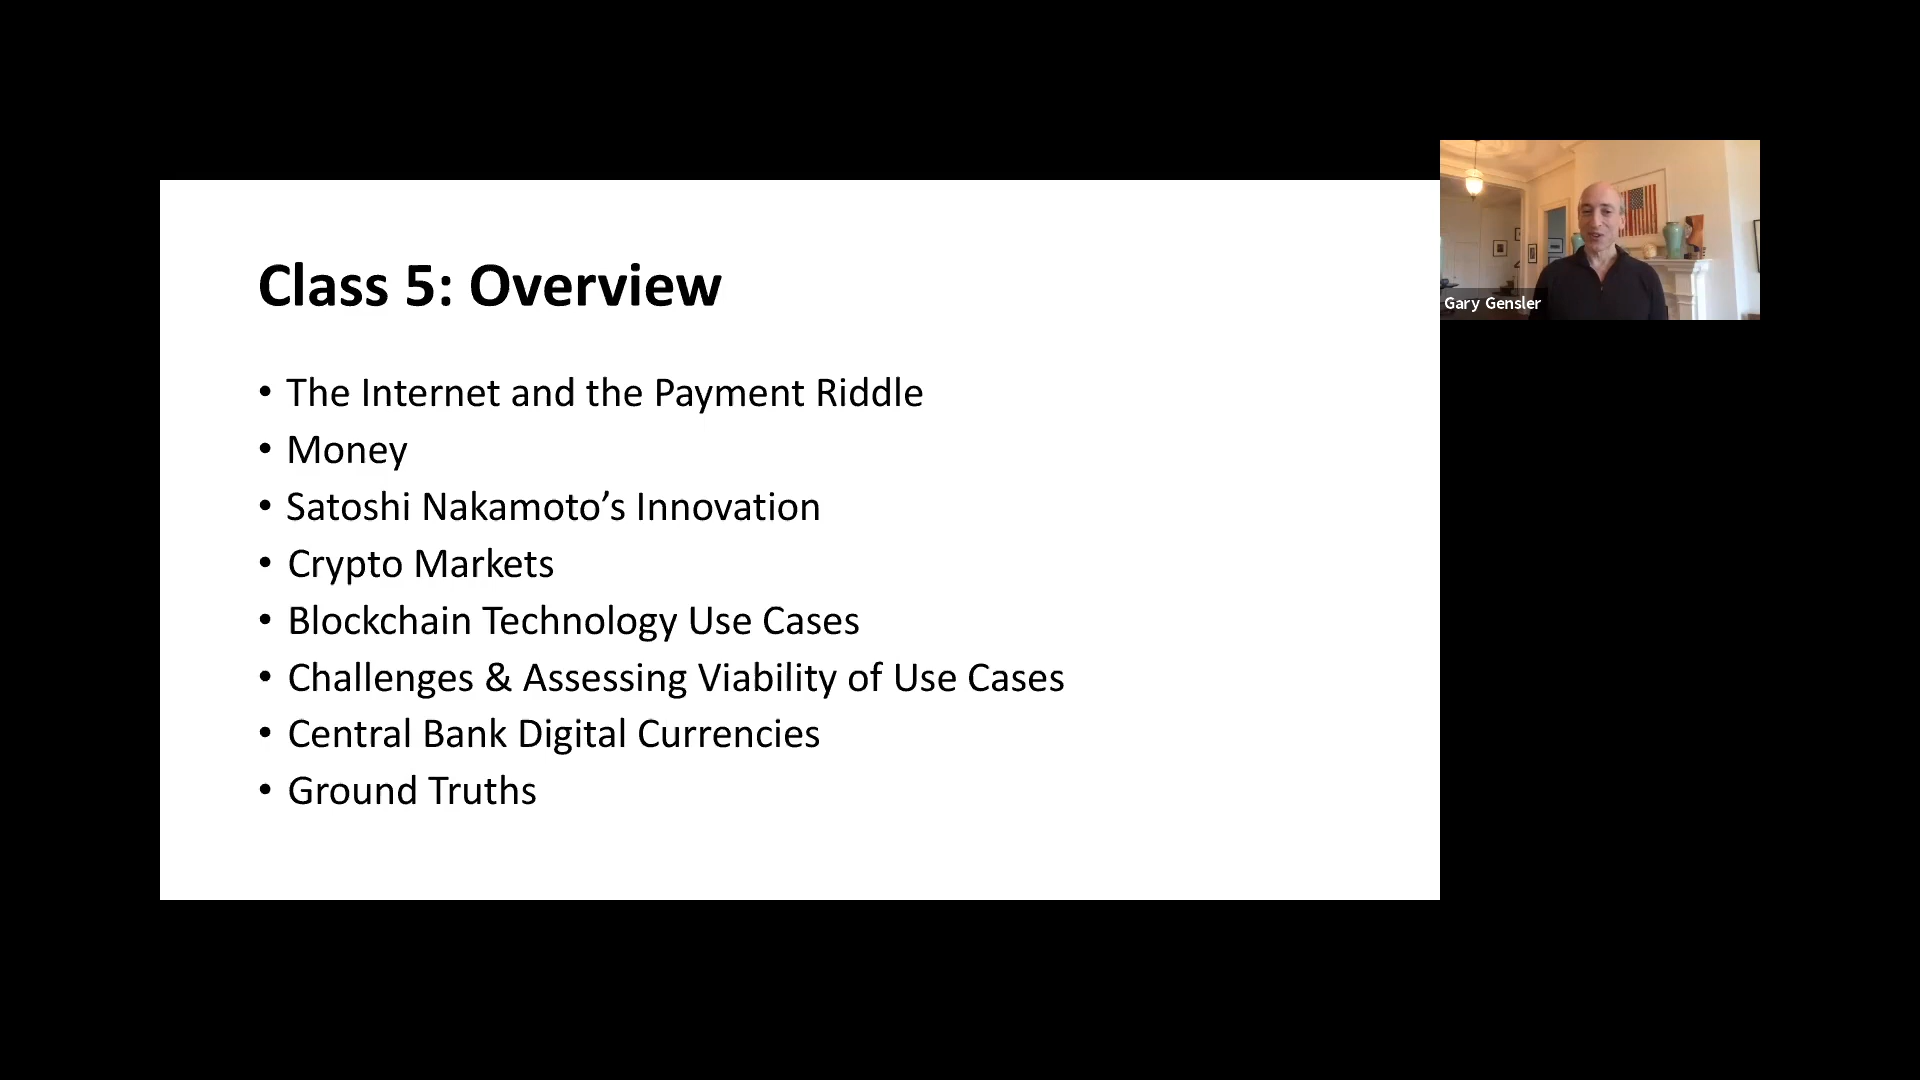 Class 5: Overview
• The Internet and the Payment Riddle
• Money
• Satoshi Nakamoto’s Innovation
• Crypto Markets
• Blockchain Technology Use Cases
• Challenges & Assessing Viability of Use Cases
• Central Bank Digital Currencies
• Ground Truths
Gary Gensler